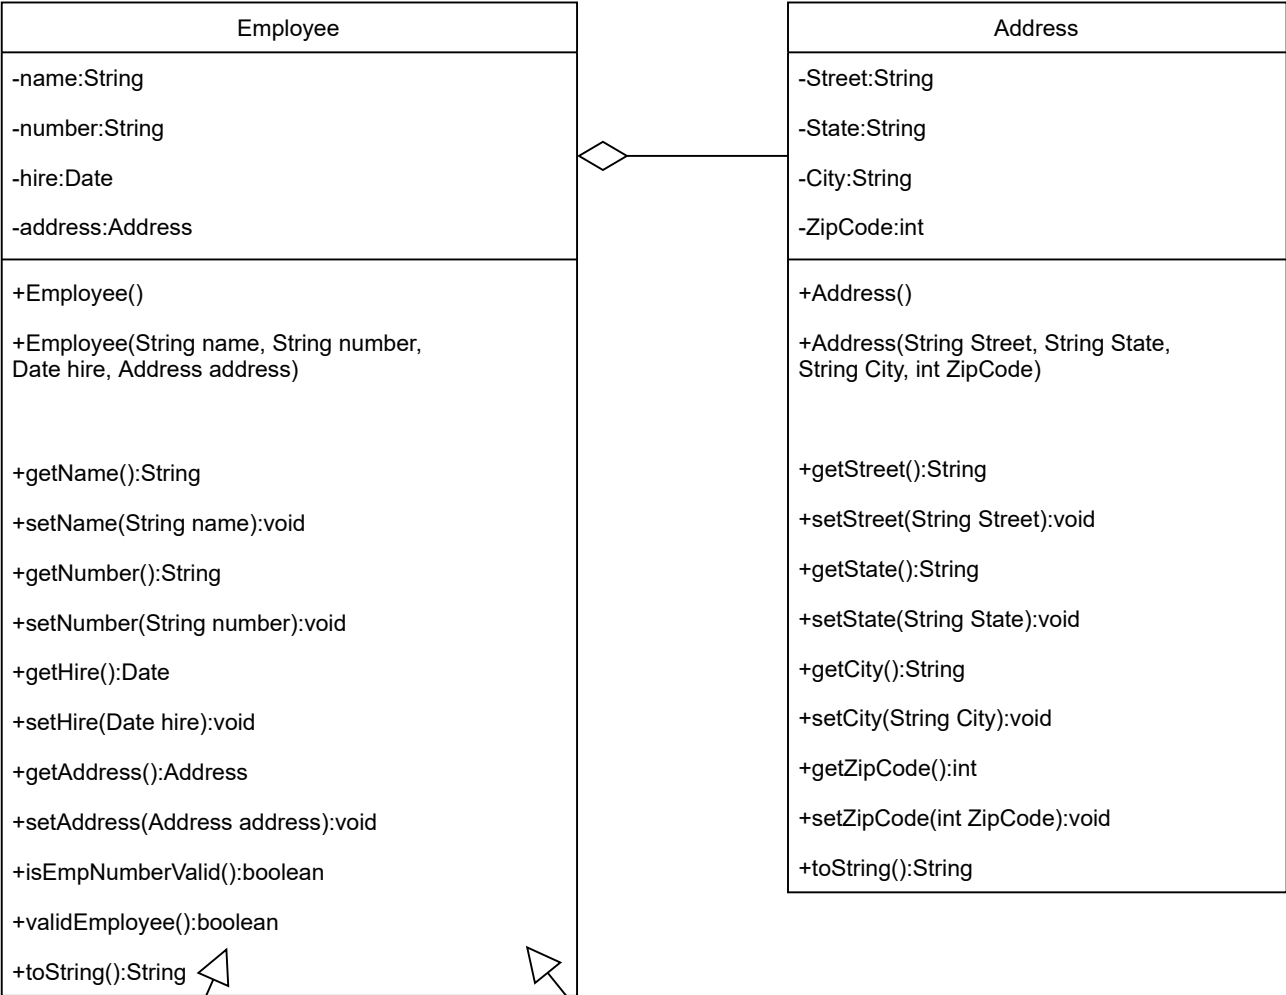 Employee
-name:String
-number:String
-hire:Date
-address:Address
+Employee()
+Employee(String name, String number,
Date hire, Address address)
+getName():String
+setName(String name):void
+getNumber():String
+setNumber(String number):void
+getHire():Date
+setHire(Date hire):void
+getAddress():Address
+setAddress(Address address):void
+isEmpNumberValid():boolean
+validEmployee():boolean
+toString():String
Address
-Street:String
-State:String
-City:String
-ZipCode:int
+Address()
+Address(String Street, String State,
String City, int ZipCode)
+getStreet():String
+setStreet(String Street):void
+getState():String
+setState(String State):void
+getCity():String
+setCity(String City):void
+getZipCode():int
+setZipCode(int ZipCode):void
+toString():String